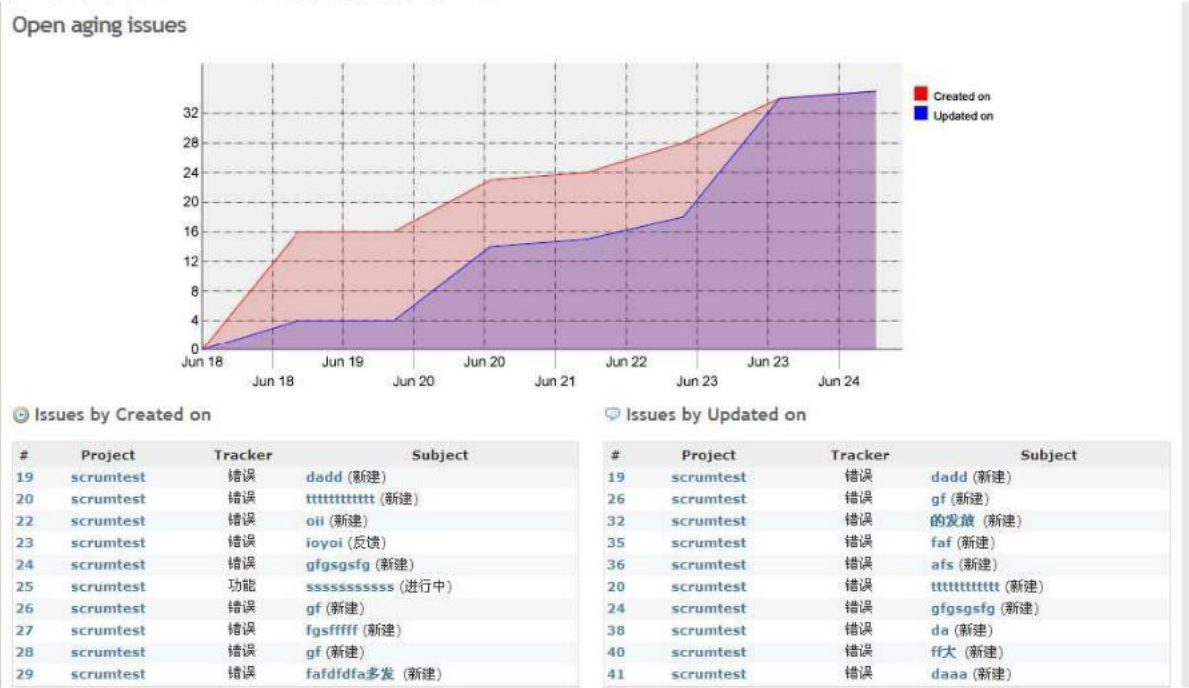 Open aging issues
Created on
Updated on
32
28
24
20
16
12
8
4
0
Jun 18 Jun 19 Jun 20 Jun 22 Jun 23
Jun 18 Jun 20 Jun 21 Jun 23 Jun 24
Issues by Created on
# Project Tracker Subject
19 scrumtest 错误 dadd (新建)
20 scrumtest 错误 tttttttttttt (新建)
22 scrumtest 错误 oii (新建)
23 scrumtest 错误 ioyoi (反馈)
24 scrumtest 错误 gfgsgsfg (新建)
25 scrumtest 功能 sssssssssss (进行中)
26 scrumtest 错误 gf (新建)
27 scrumtest 错误 fgsfffff (新建)
28 scrumtest 错误 gf (新建)
29 scrumtest 错误 fafdfdfa多发 (新建)
Issues by Updated on
# Project Tracker Subject
19 scrumtest 错误 dadd (新建)
26 scrumtest 错误 gf (新建)
32 scrumtest 错误 的发放 (新建)
35 scrumtest 错误 faf (新建)
36 scrumtest 错误 afs (新建)
20 scrumtest 错误 tttttttttttt (新建)
24 scrumtest 错误 gfgsgsfg (新建)
38 scrumtest 错误 da (新建)
40 scrumtest 错误 ff大 (新建)
41 scrumtest 错误 daaa (新建)